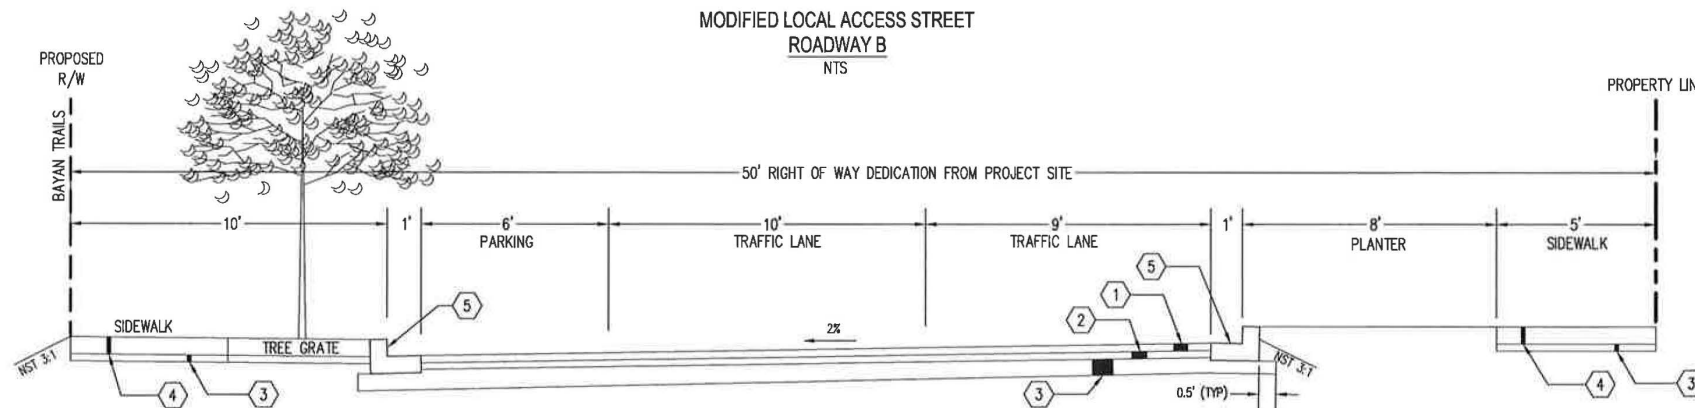 MODIFIED LOCAL ACCESS STREET
ROADWAY B
NTS
PROPOSED
R/W
PROPERTY LIN
BAYAN TRAILS
50' RIGHT OF WAY DEDICATION FROM PROJECT SITE
10' 1' 6' 10' 9' 1' 8' 5'
PARKING TRAFFIC LANE TRAFFIC LANE PLANTER SIDEWALK
5 1 2 5
SIDEWALK
TREE GRATE
2%
NST 3:1
NST 3:1
4 3 3 0.5' (TYP) 4 3